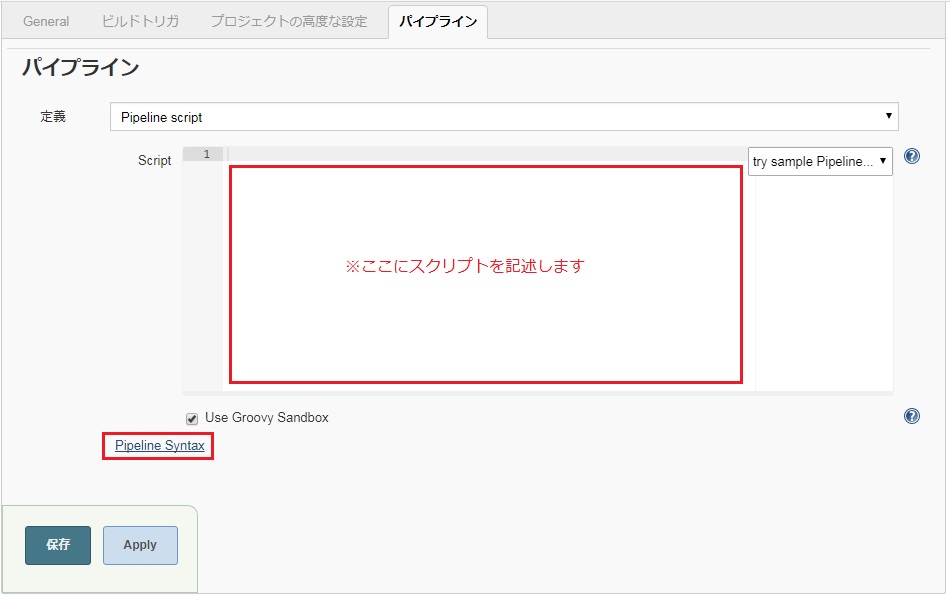 General ビルドトリガ プロジェクトの高度な設定 パイプライン
パイプライン
定義 Pipeline script
Script 1 try sample Pipeline...
※ここにスクリプトを記述します
Use Groovy Sandbox
Pipeline Syntax
保存 Apply